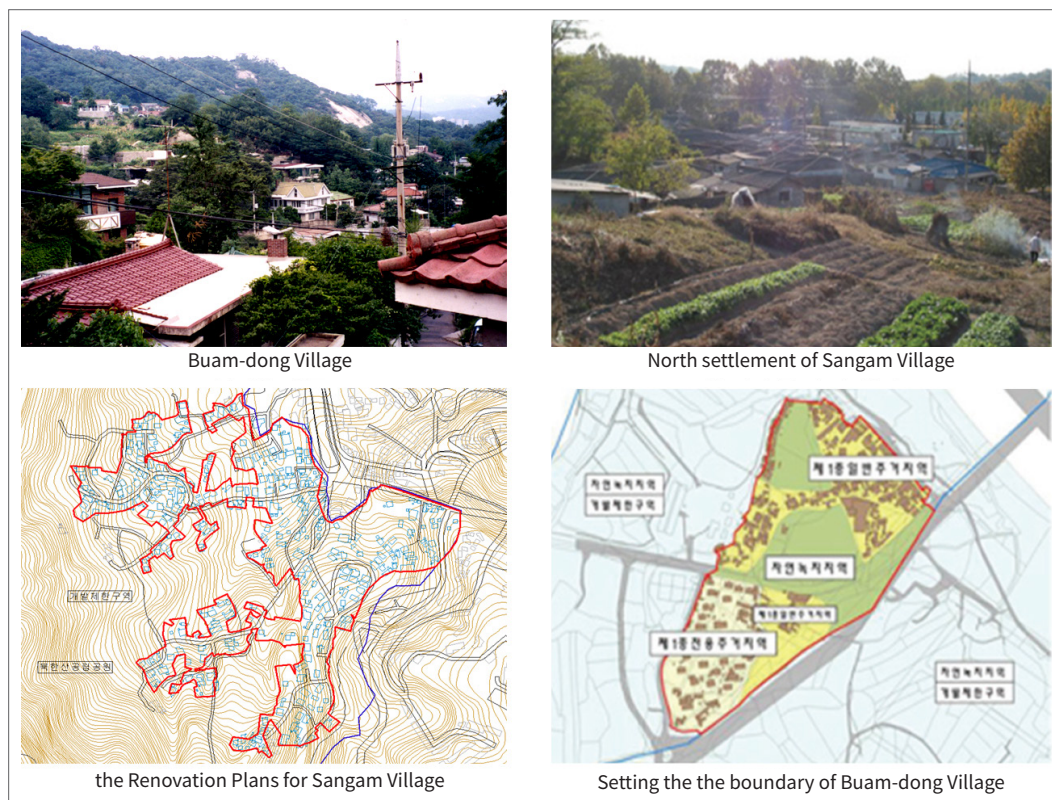 Buam-dong Village
North settlement of Sangam Village
개발제한구역
북한산공원공원
제1종일반주거지역
자연녹지지역
개발제한구역
자연녹지지역
제1종일반주거지역
제1종전용주거지역
자연녹지지역
개발제한구역
the Renovation Plans for Sangam Village
Setting the the boundary of Buam-dong Village